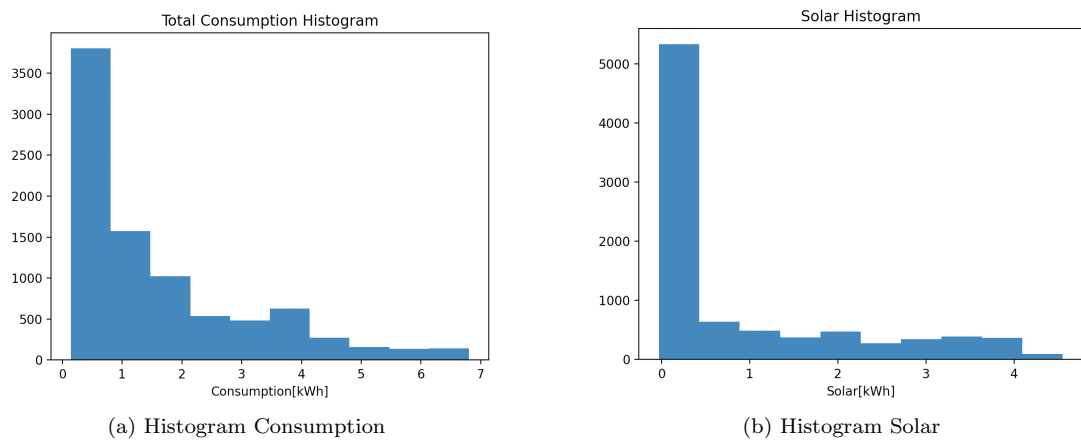 Total Consumption Histogram
3500
3000
2500
2000
1500
1000
500
0
0 1 2 3 4 5 6 7
Consumption[kWh]
(a) Histogram Consumption
Solar Histogram
5000
4000
3000
2000
1000
0
0 1 2 3 4
Solar[kWh]
(b) Histogram Solar